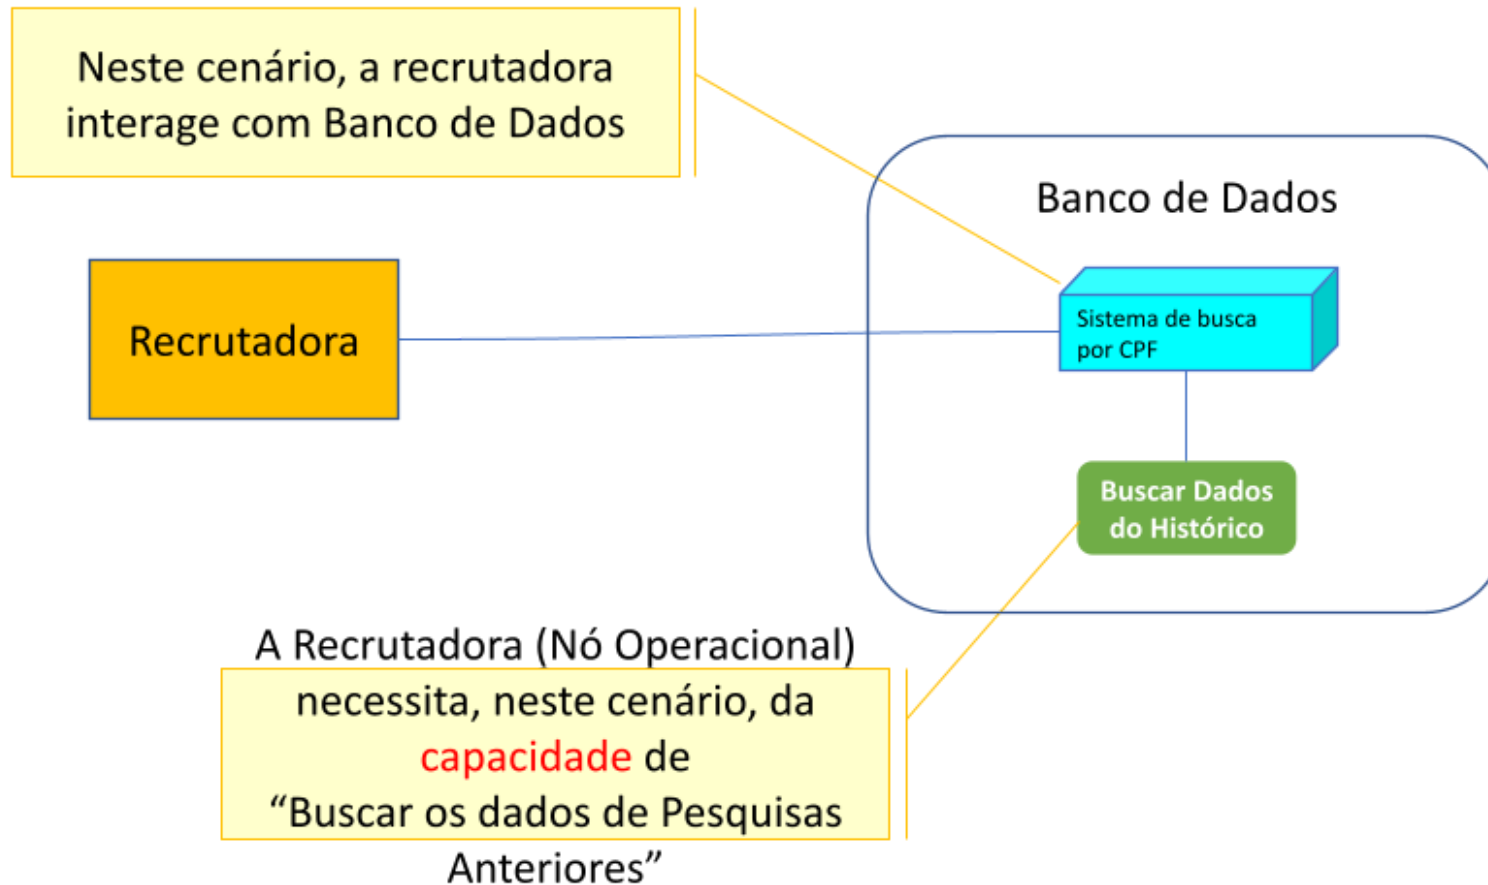 Neste cenário, a recrutadora
interage com Banco de Dados
Banco de Dados
Recrutadora
Sistema de busca
por CPF
Buscar Dados
do Histórico
A Recrutadora (Nó Operacional)
necessita, neste cenário, da
capacidade de
“Buscar os dados de Pesquisas
Anteriores”